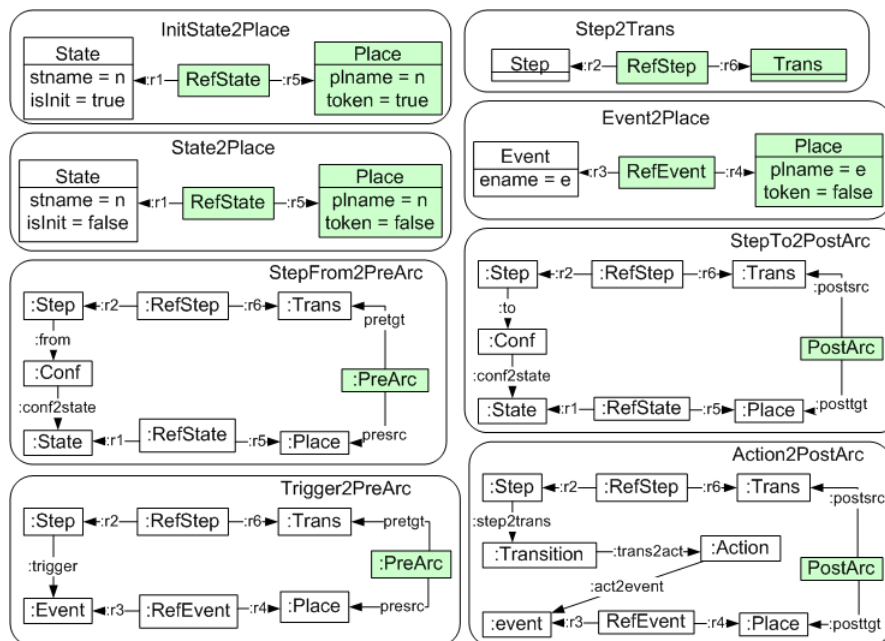 InitState2Place
State
stname = n
isInit = true
:r1
RefState
:r5
Place
plname = n
token = true
Step2Trans
Step
:r2
RefStep
:r6
Trans
State2Place
State
stname = n
isInit = false
:r1
RefState
:r5
Place
plname = n
token = false
Event2Place
Event
ename = e
:r3
RefEvent
:r4
Place
plname = e
token = false
StepFrom2PreArc
:Step
:r2
:RefStep
:r6
:Trans
:from
pretgt
:Conf
:PreArc
:conf2state
:State
:r1
:RefState
:r5
:Place
presrc
StepTo2PostArc
:Step
:r2
:RefStep
:r6
:Trans
:postsrc
:to
:Conf
PostArc
:conf2state
:State
:r1
:RefState
:r5
:Place
:posttgt
Trigger2PreArc
:Step
:r2
:RefStep
:r6
:Trans
pretgt
:trigger
:PreArc
:Event
:r3
:RefEvent
:r4
:Place
presrc
Action2PostArc
:Step
:r2
:RefStep
:r6
:Trans
:postsrc
:step2trans
:Transition
:trans2act
:Action
PostArc
:act2event
:event
:r3
RefEvent
:r4
:Place
:posttgt